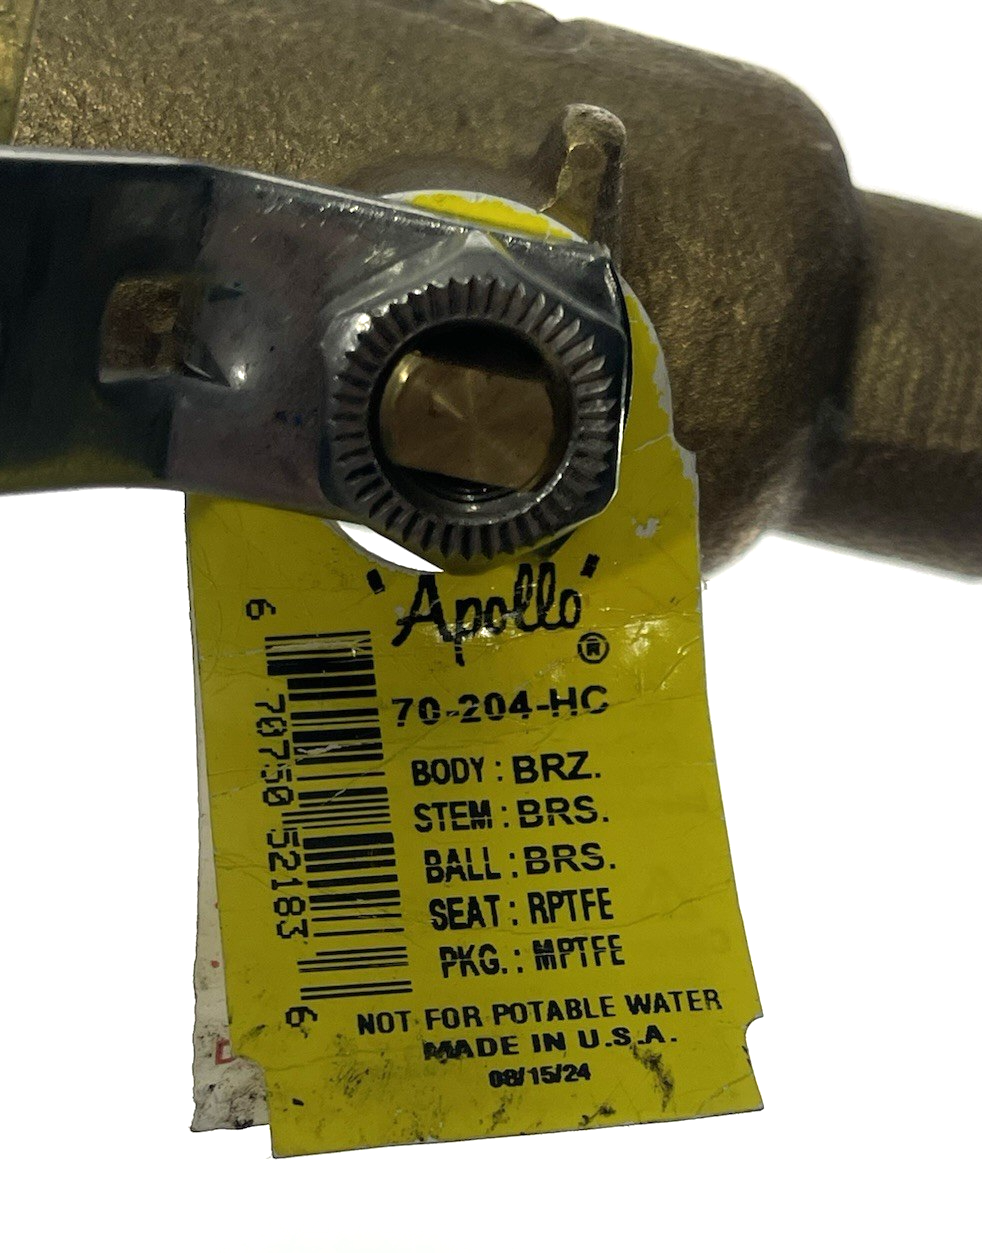 "Apollo"
®
70-204-HC
BODY : BRZ.
STEM : BRS.
BALL : BRS.
SEAT : RPTFE
PKG. : MPTFE
NOT FOR POTABLE WATER
MADE IN U.S.A.
08/15/24
6 70750 52183 6